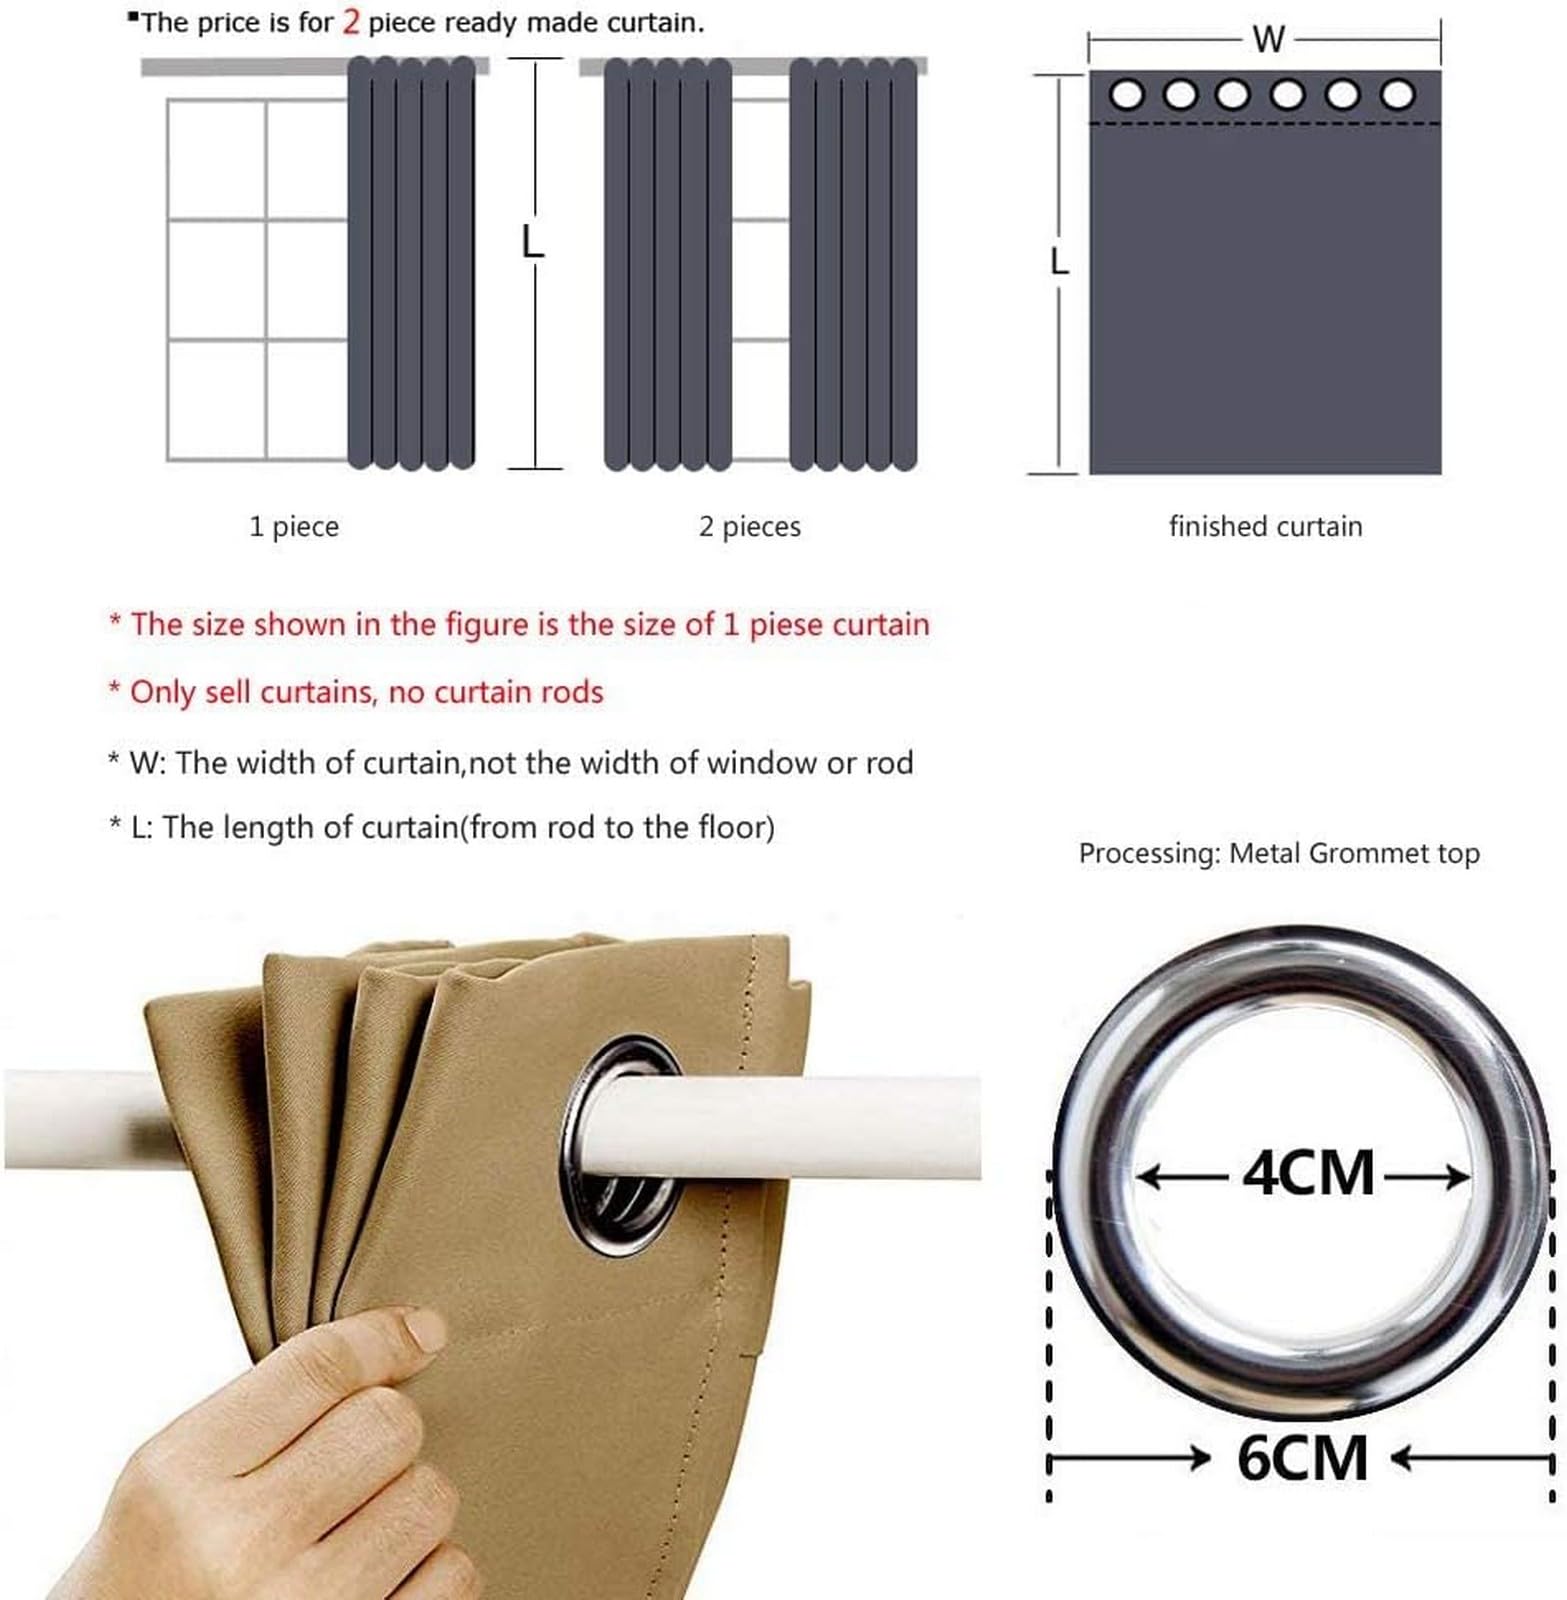 ▪The price is for 2 piece ready made curtain.
W
L
L
1 piece
2 pieces
finished curtain
* The size shown in the figure is the size of 1 piese curtain
* Only sell curtains, no curtain rods
* W: The width of curtain,not the width of window or rod
* L: The length of curtain(from rod to the floor)
Processing: Metal Grommet top
4CM
6CM